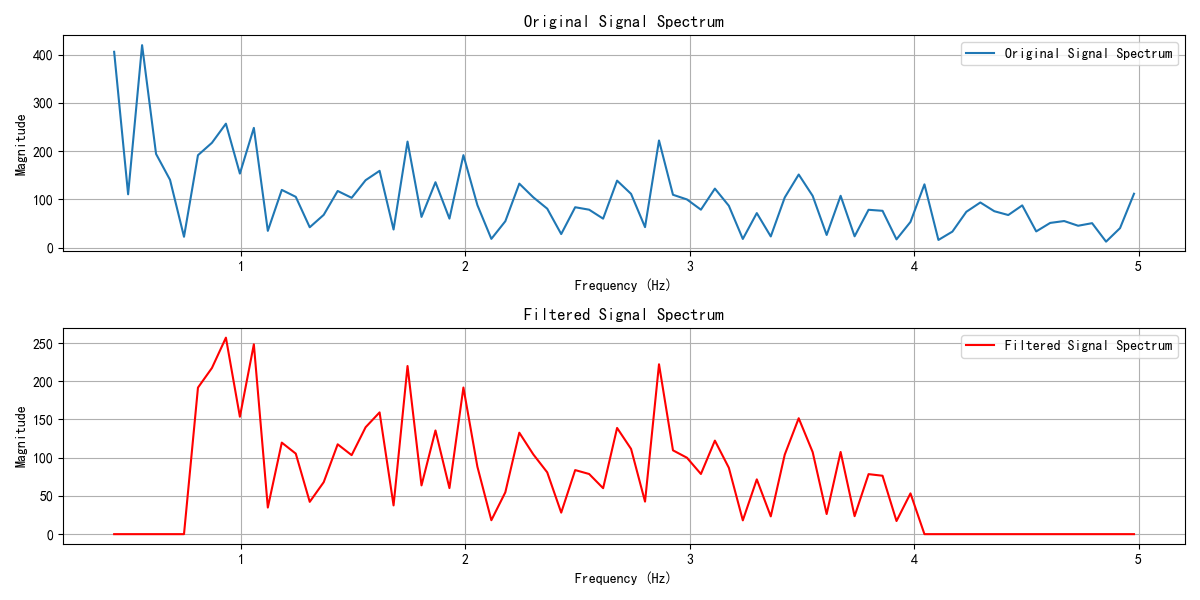 Original Signal Spectrum
Original Signal Spectrum
Magnitude
400
300
200
100
0
1 2 3 4 5
Frequency (Hz)
Filtered Signal Spectrum
Filtered Signal Spectrum
Magnitude
250
200
150
100
50
0
1 2 3 4 5
Frequency (Hz)